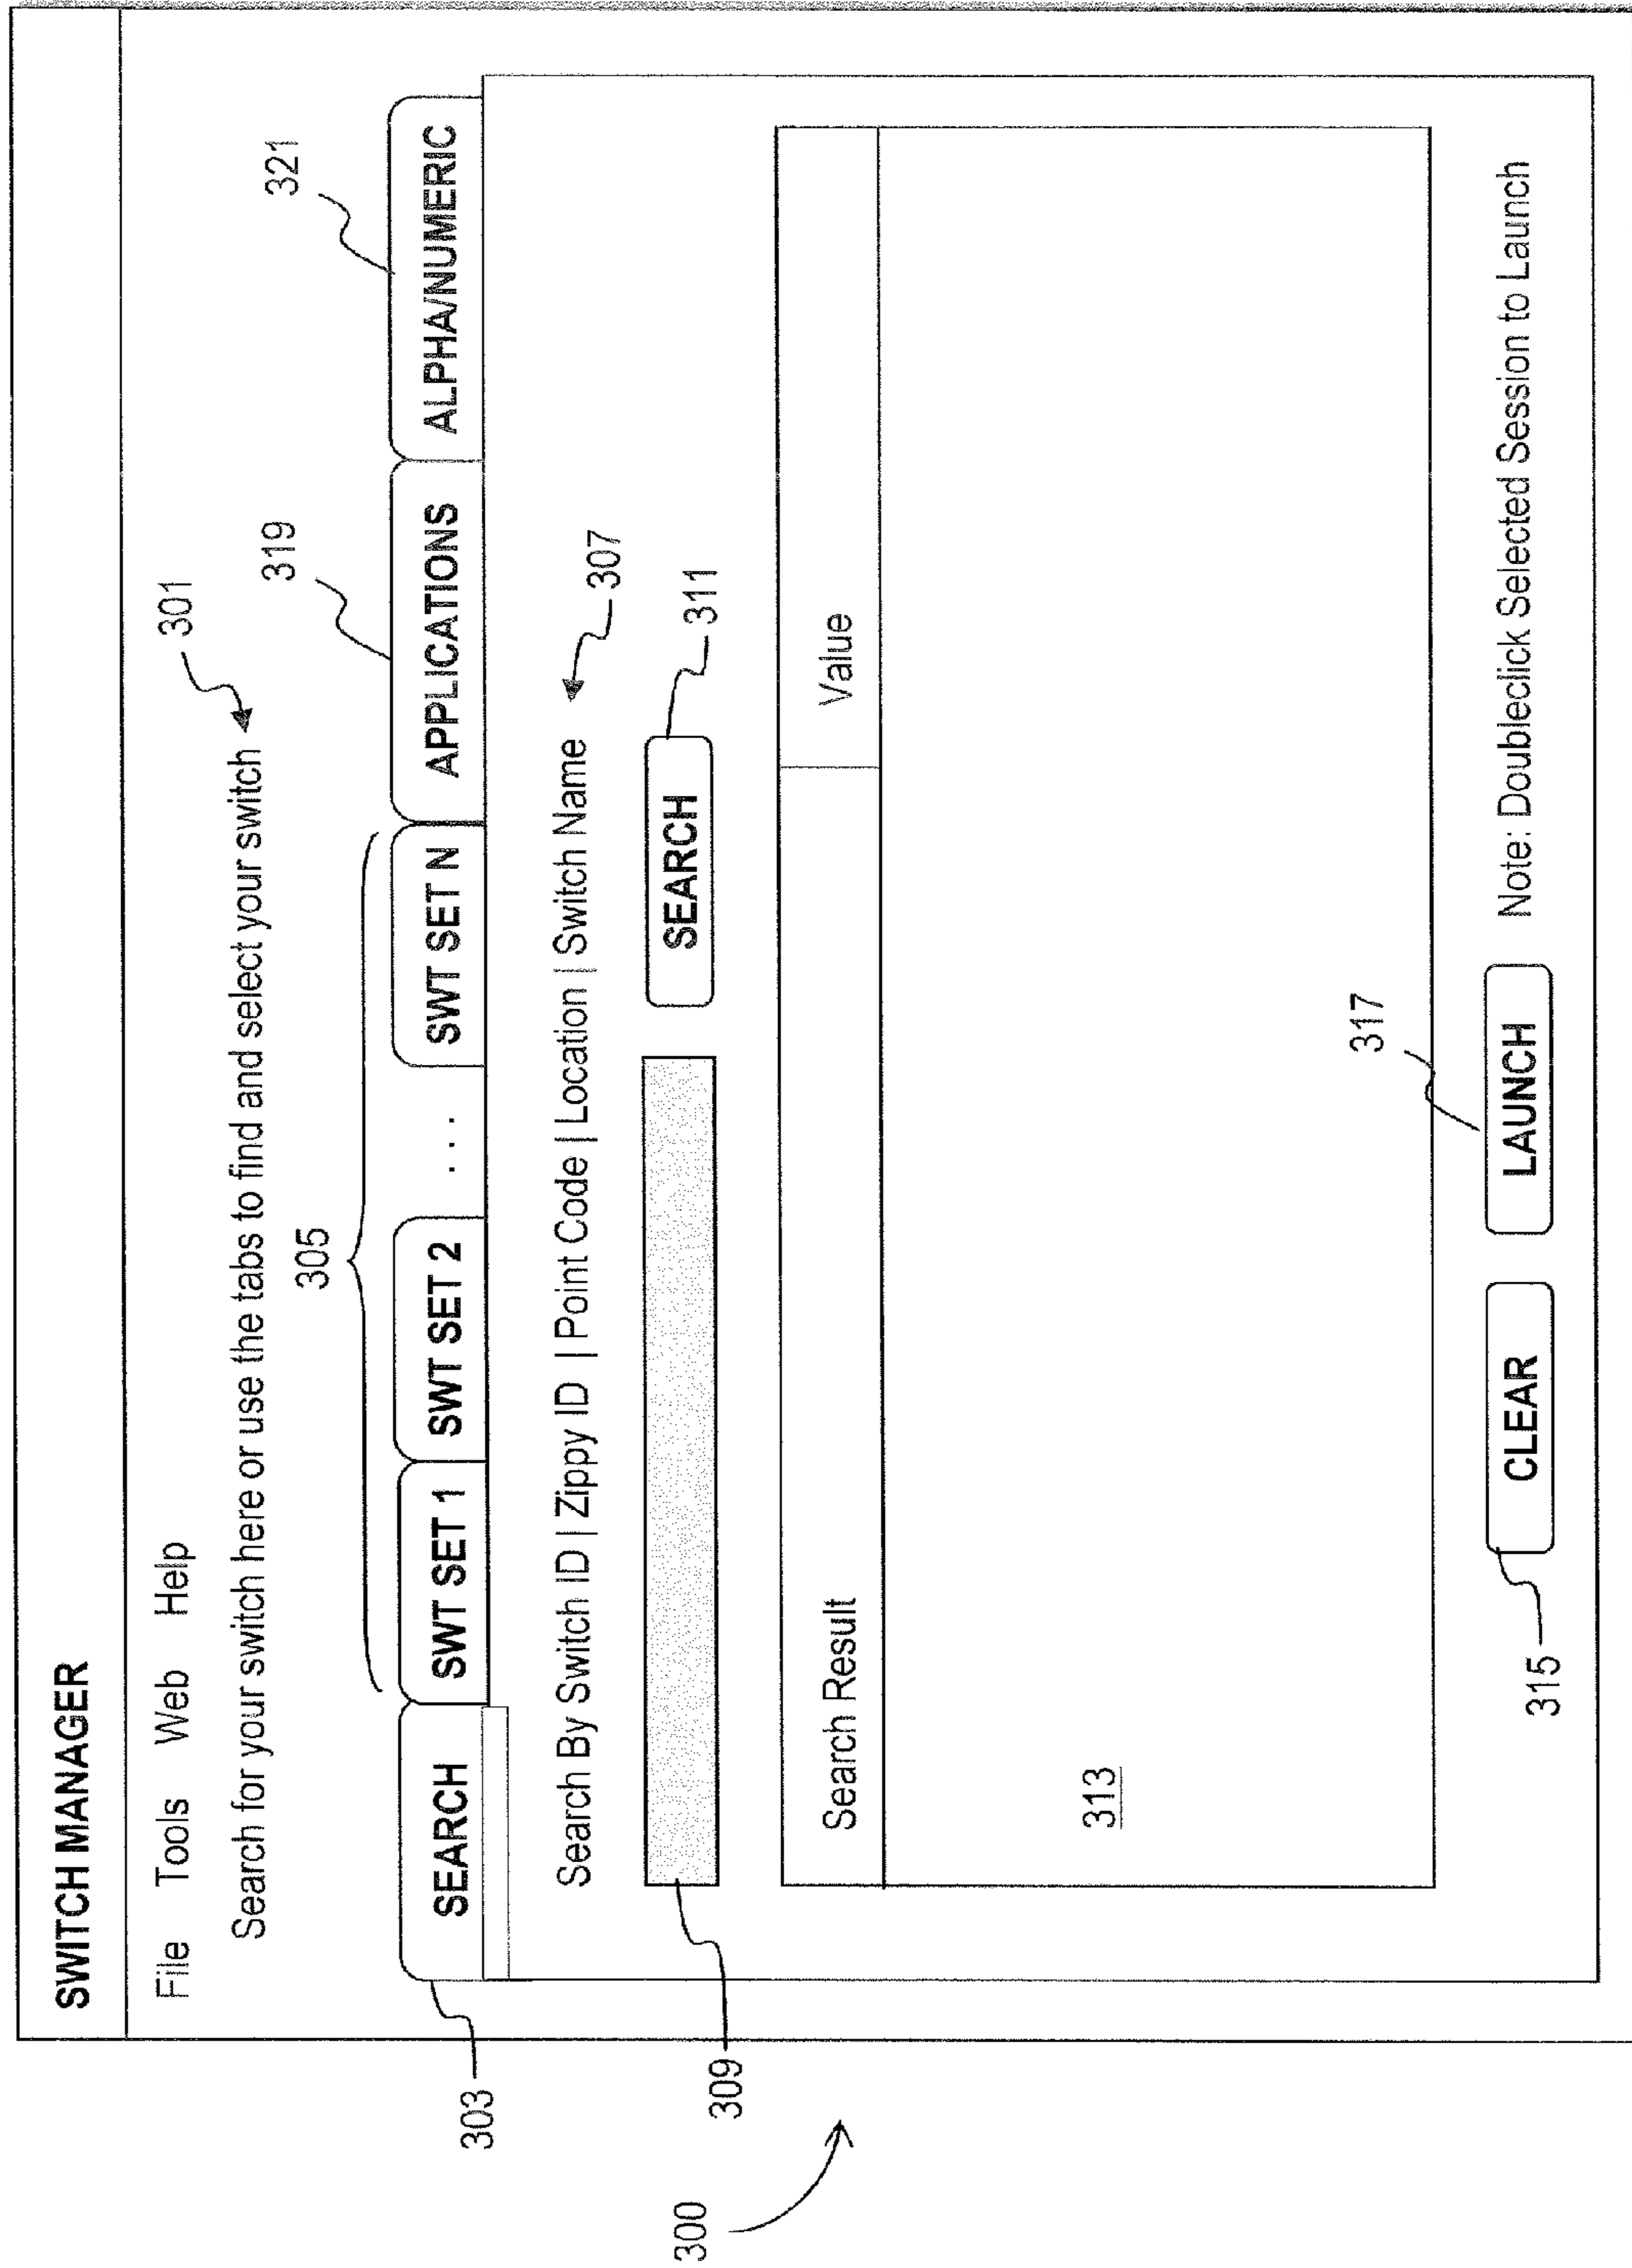 SWITCH MANAGER
File Tools Web Help
Search for your switch here or use the tabs to find and select your switch
301
305
319
321
303
SEARCH SWT SET 1 SWT SET 2 ... SWT SET N APPLICATIONS ALPHA/NUMERIC
Search By Switch ID | Zippy ID | Point Code | Location | Switch Name
307
309
SEARCH
311
300
Search Result Value
313
317
315
CLEAR LAUNCH Note: Doubleclick Selected Session to Launch